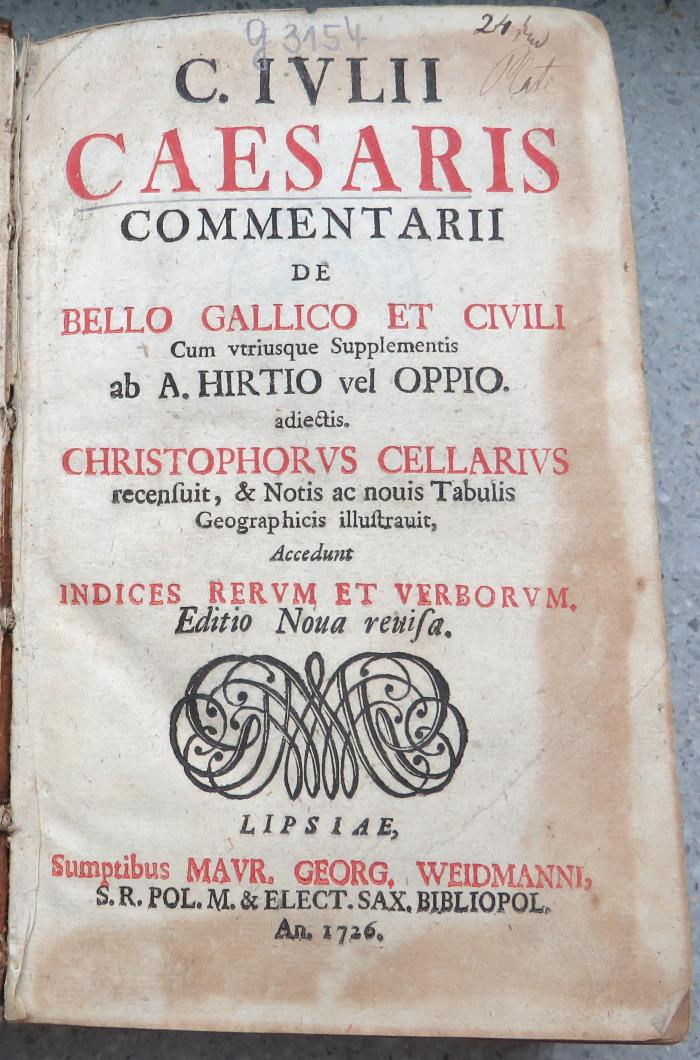 g 3154
24
C. IVLII
CAESARIS
COMMENTARII
DE
BELLO GALLICO ET CIVILI
Cum vtriusque Supplementis
ab A. HIRTIO vel OPPIO.
adiectis.
CHRISTOPHORVS CELLARIVS
recenſuit, & Notis ac nouis Tabulis
Geographicis illuſtrauit,
Accedunt
INDICES RERVM ET VERBORVM.
Editio Noua reuiſa.
LIPSIAE,
Sumptibus MAVR. GEORG. WEIDMANNI,
S. R. POL. M. & ELECT. SAX. BIBLIOPOL.
An. 1726.